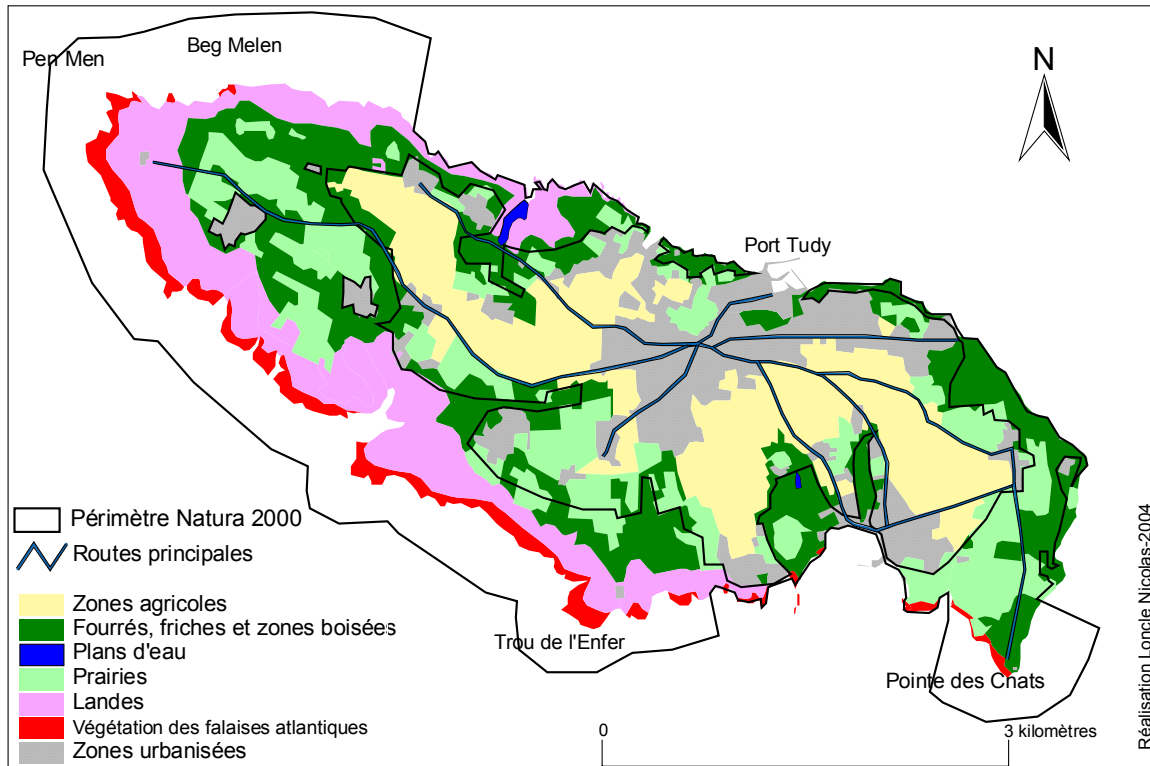 Beg Melen
Pen Men
N
Port Tudy
Périmètre Natura 2000
Routes principales
Zones agricoles
Fourrés, friches et zones boisées
Plans d'eau
Prairies
Landes
Végétation des falaises atlantiques
Zones urbanisées
Trou de l'Enfer
Pointe des Chats
0
3 kilomètres
Réalisation Loncle Nicolas-2004